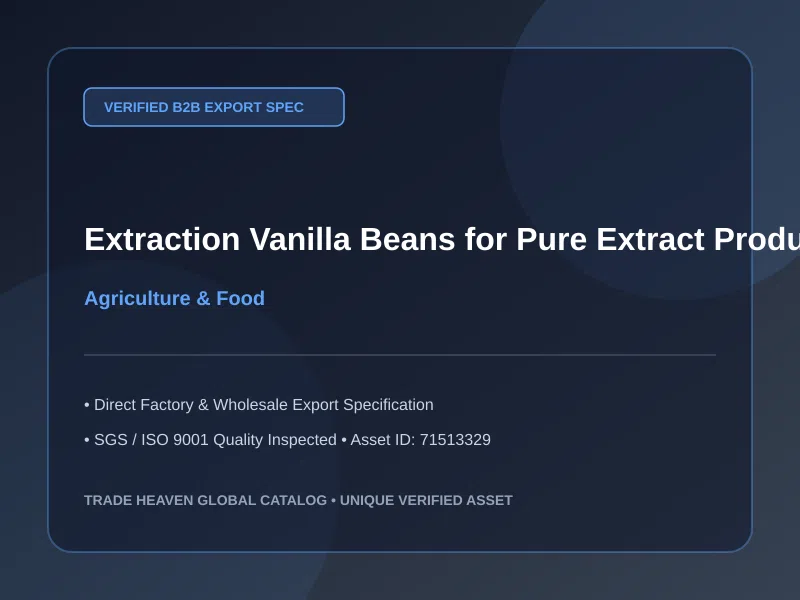 VERIFIED B2B EXPORT SPEC
Extraction Vanilla Beans for Pure Extract Produ
Agriculture & Food
• Direct Factory & Wholesale Export Specification
• SGS / ISO 9001 Quality Inspected • Asset ID: 71513329
TRADE HEAVEN GLOBAL CATALOG • UNIQUE VERIFIED ASSET